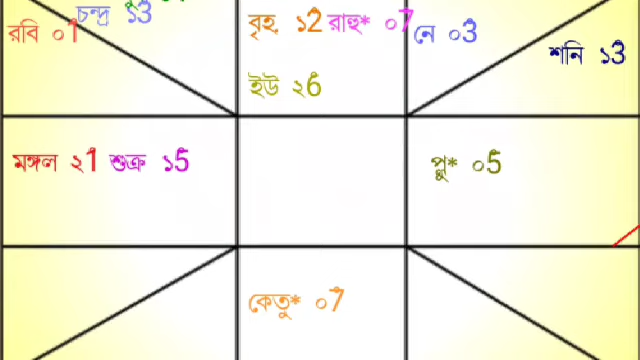 চন্দ্র ১3
রবি ০1
বৃহ. ১2 রাহু* ০7
নে ০3
শনি ১3
ইউ ২6
মঙ্গল ২1 শুক্র ১5
প্লু* ০5
কেতু* ০7